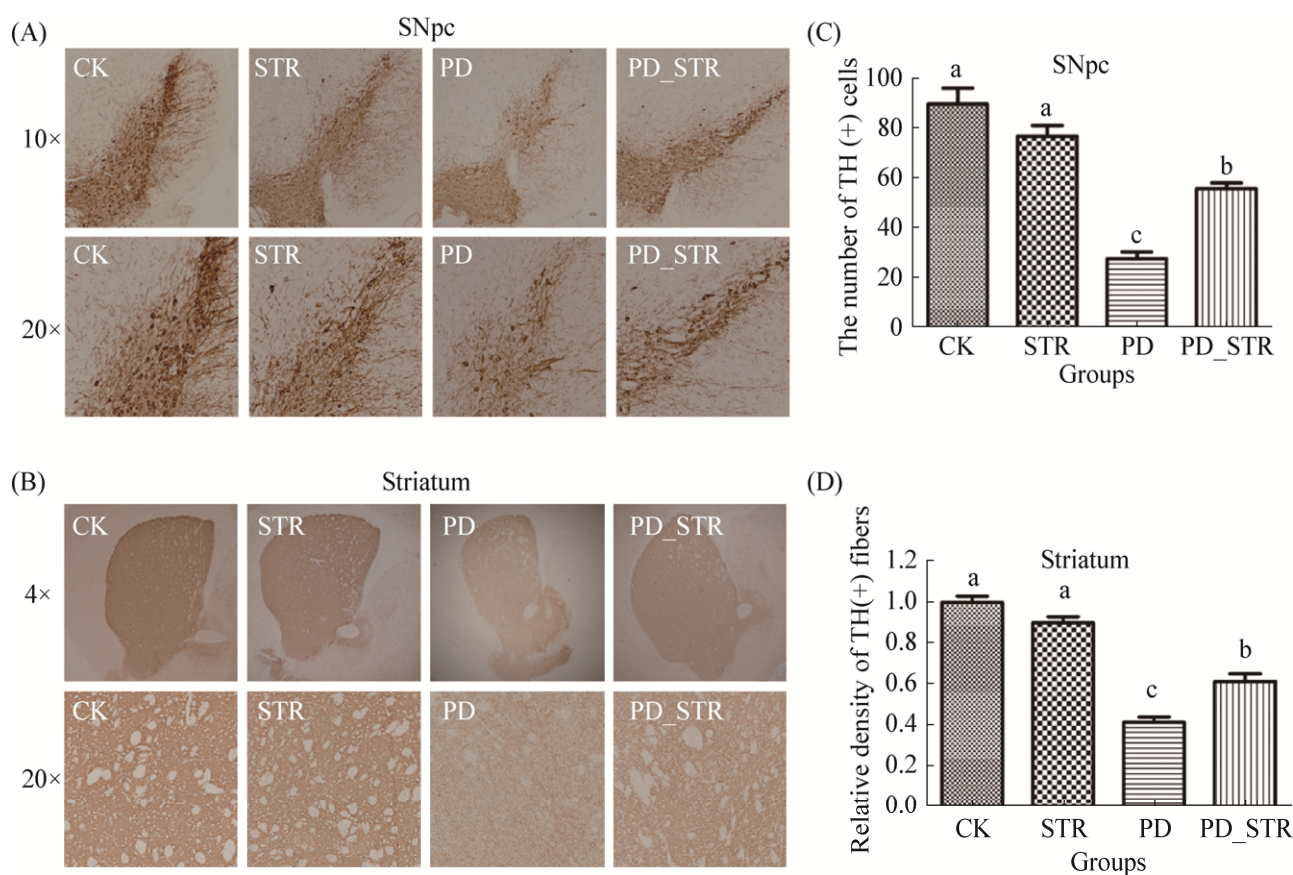 (A)
SNpc
CK
STR
PD
PD_STR
10×
CK
STR
PD
PD_STR
20×
(B)
Striatum
CK
STR
PD
PD_STR
4×
CK
STR
PD
PD_STR
20×
(C)
SNpc
The number of TH (+) cells
100
80
60
40
20
0
a
a
c
b
CK
STR
PD
PD_STR
Groups
(D)
Striatum
Relative density of TH(+) fibers
1.2
1.0
0.8
0.6
0.4
0.2
0.0
a
a
c
b
CK
STR
PD
PD_STR
Groups